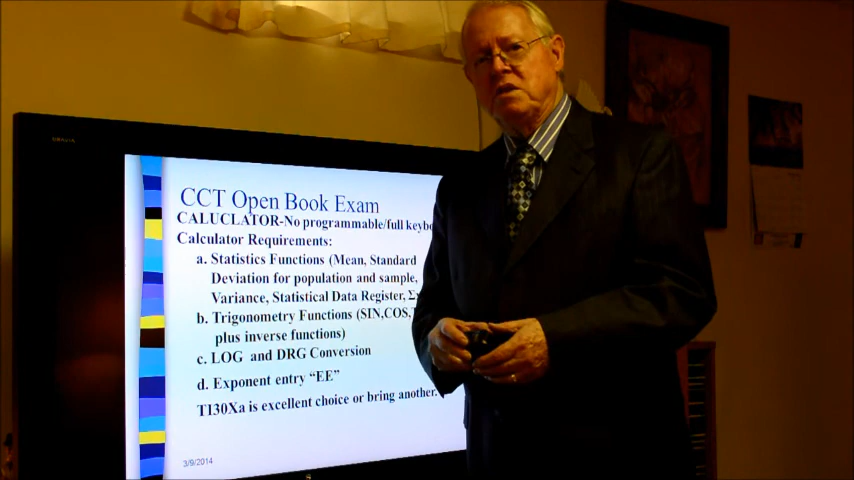 CCT Open Book Exam
CALUCLATOR-No programmable/full
Calculator Requirements:
a. Statistics Functions (Mean, Standard
Deviation for population and sample,
Variance, Statistical Data Register,
b. Trigonometry Functions (SIN,COS,
plus inverse functions)
c. LOG and DRG Conversion
d. Exponent entry “EE”
TI30Xa is excellent choice or bring another.
3/9/2014